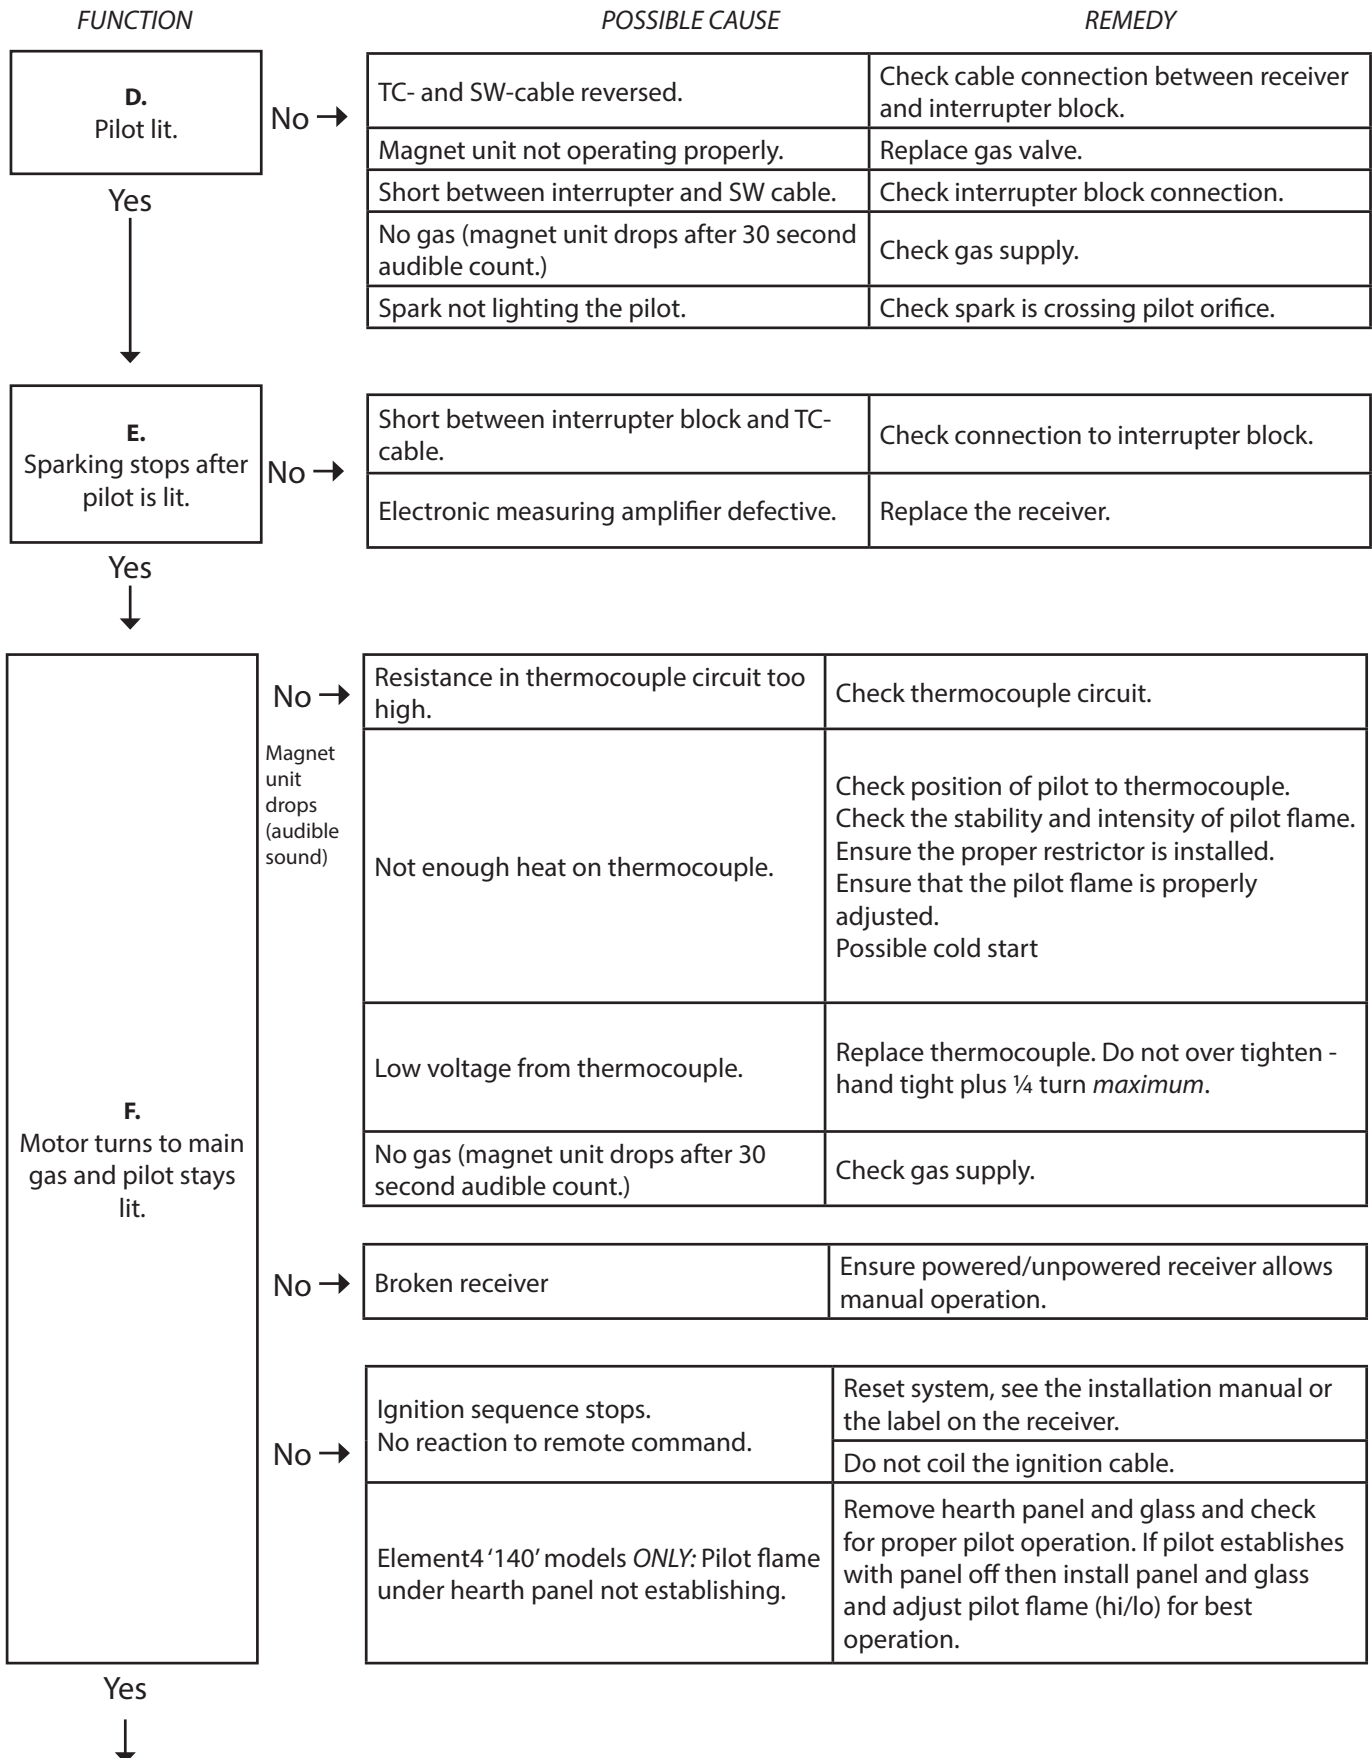 FUNCTION
POSSIBLE CAUSE
REMEDY
D.
Pilot lit.
No
TC- and SW-cable reversed.
Check cable connection between receiver
and interrupter block.
Magnet unit not operating properly.
Replace gas valve.
Short between interrupter and SW cable.
Check interrupter block connection.
No gas (magnet unit drops after 30 second
audible count.)
Check gas supply.
Spark not lighting the pilot.
Check spark is crossing pilot orifice.
Yes
E.
Sparking stops after
pilot is lit.
No
Short between interrupter block and TC-
cable.
Check connection to interrupter block.
Electronic measuring amplifier defective.
Replace the receiver.
Yes
F.
Motor turns to main
gas and pilot stays
lit.
No
Magnet
unit
drops
(audible
sound)
Resistance in thermocouple circuit too
high.
Check thermocouple circuit.
Not enough heat on thermocouple.
Check position of pilot to thermocouple.
Check the stability and intensity of pilot flame.
Ensure the proper restrictor is installed.
Ensure that the pilot flame is properly
adjusted.
Possible cold start
Low voltage from thermocouple.
Replace thermocouple. Do not over tighten -
hand tight plus ¼ turn maximum.
No gas (magnet unit drops after 30
second audible count.)
Check gas supply.
No
Broken receiver
Ensure powered/unpowered receiver allows
manual operation.
No
Ignition sequence stops.
No reaction to remote command.
Reset system, see the installation manual or
the label on the receiver.
Do not coil the ignition cable.
Element4 ‘140’ models ONLY: Pilot flame
under hearth panel not establishing.
Remove hearth panel and glass and check
for proper pilot operation. If pilot establishes
with panel off then install panel and glass
and adjust pilot flame (hi/lo) for best
operation.
Yes